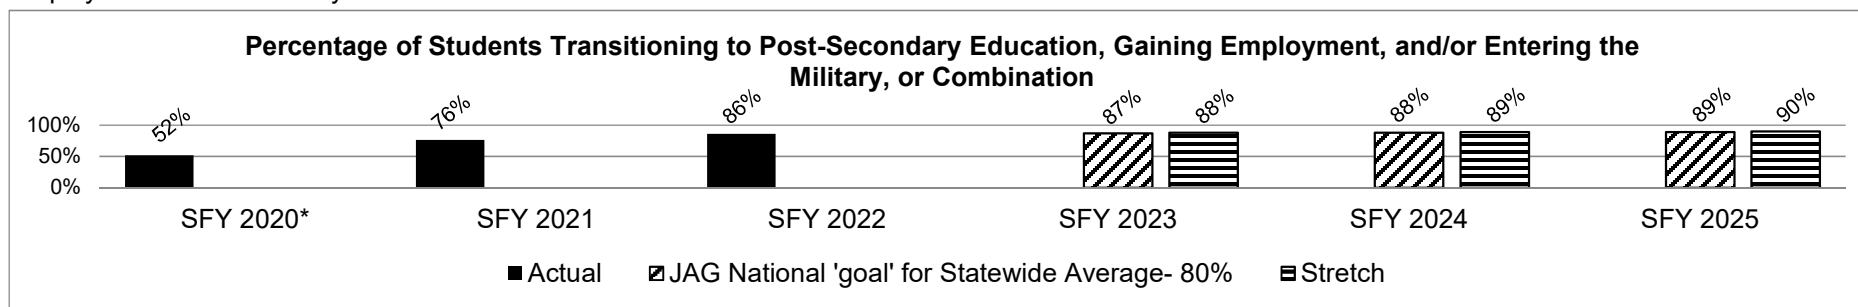 Percentage of Students Transitioning to Post-Secondary Education, Gaining Employment, and/or Entering the
Military, or Combination
52%
76%
86%
87%
88%
88%
89%
89%
90%
100%
50%
0%
SFY 2020*
SFY 2021
SFY 2022
SFY 2023
SFY 2024
SFY 2025
Actual
JAG National 'goal' for Statewide Average- 80%
Stretch